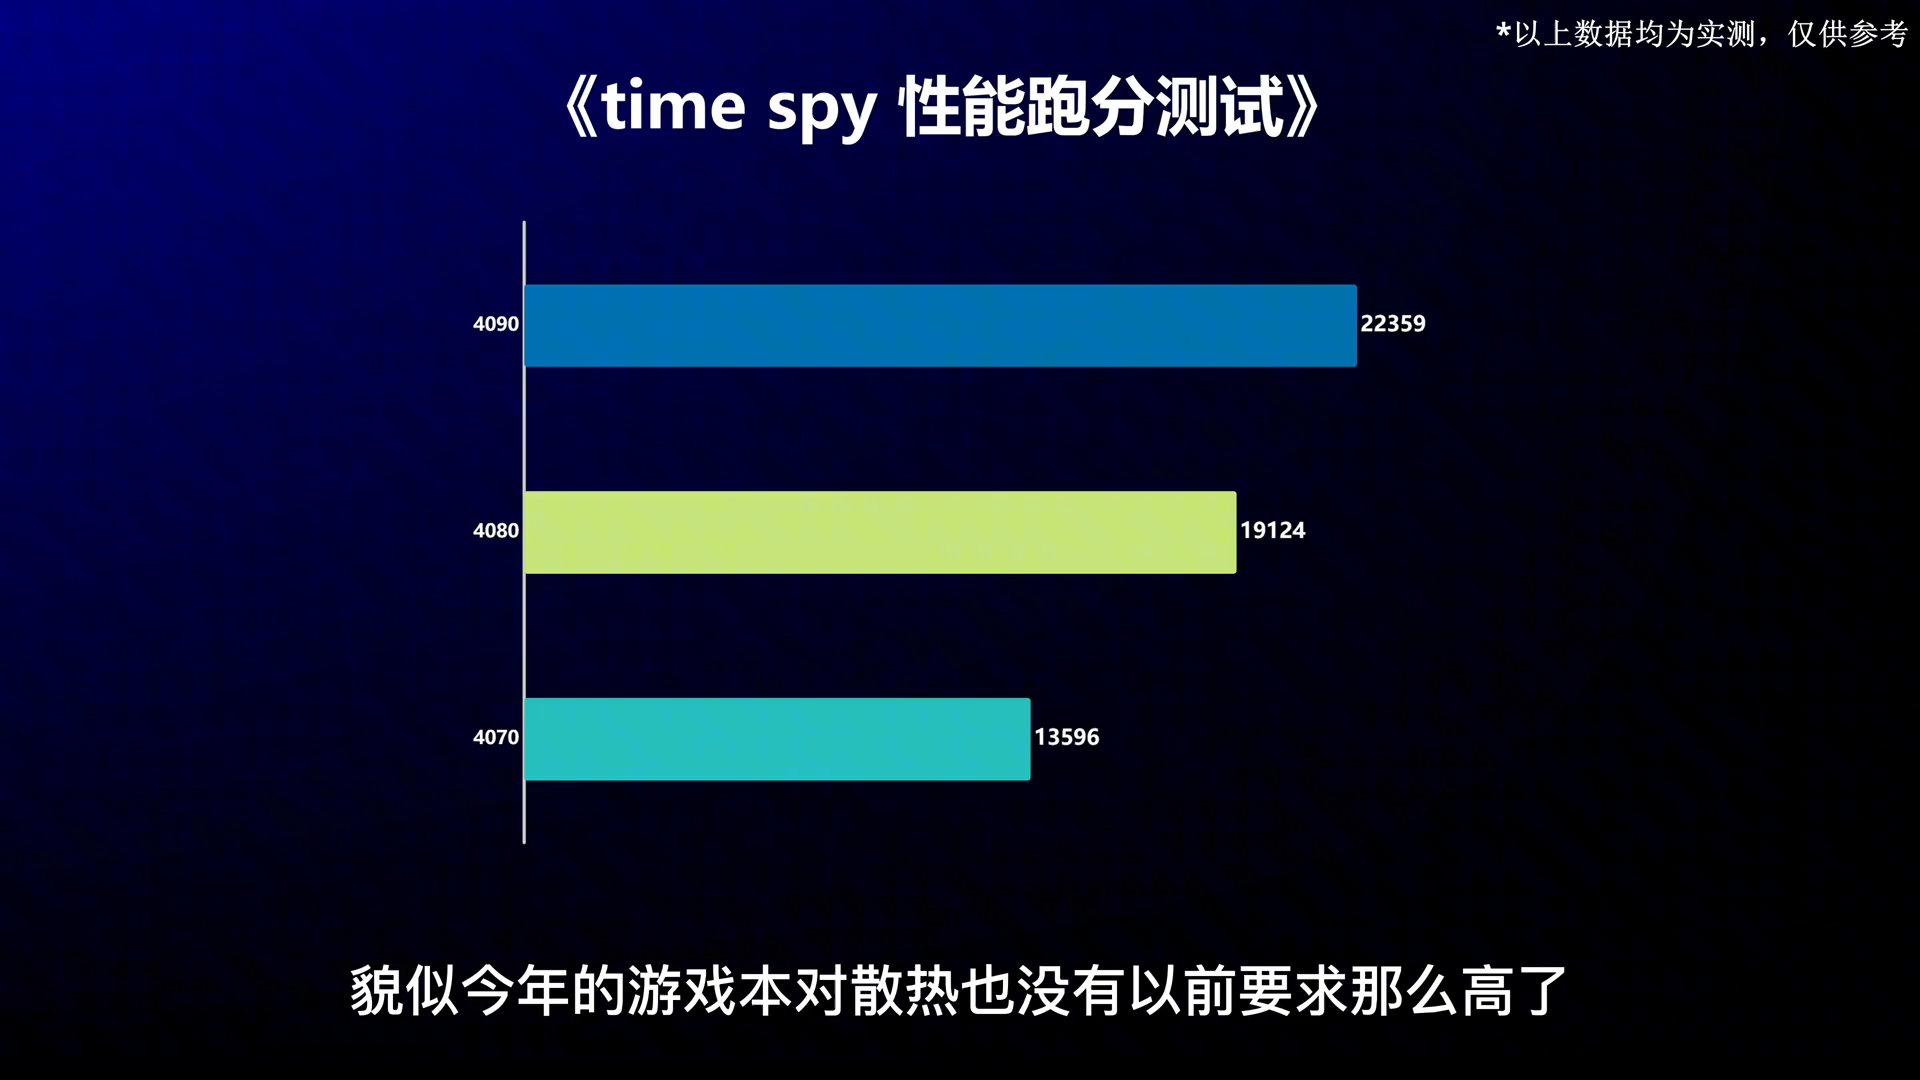 *以上数据均为实测，仅供参考
《time spy 性能跑分测试》
4090 22359
4080 19124
4070 13596
貌似今年的游戏本对散热也没有以前要求那么高了